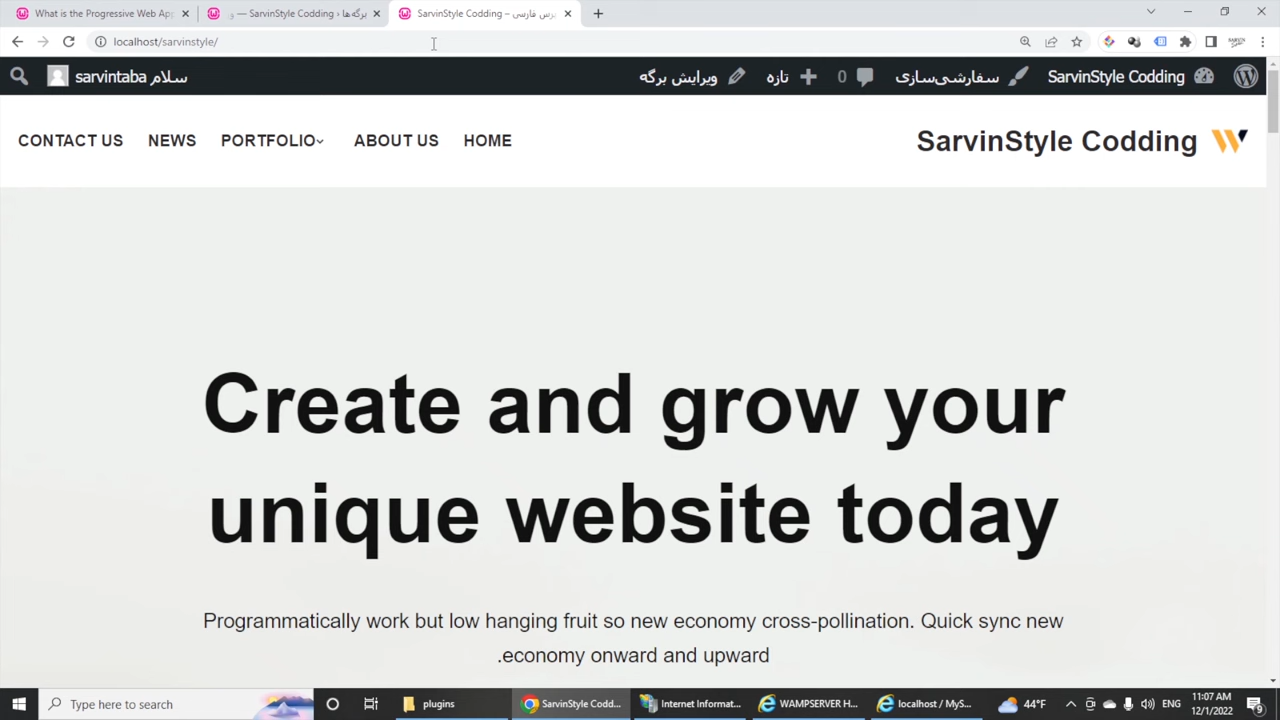 What is the Progressive Web App
برگه‌ها ‹ SarvinStyle Codding — و
SarvinStyle Codding – پرس فارسی
localhost/sarvinstyle/
سلام sarvintaba
ویرایش برگه
0
تازه
سفارشی‌سازی
SarvinStyle Codding
CONTACT US
NEWS
PORTFOLIO
ABOUT US
HOME
SarvinStyle Codding
Create and grow your
unique website today
Programmatically work but low hanging fruit so new economy cross-pollination. Quick sync new
.economy onward and upward
Type here to search
plugins
SarvinStyle Codd...
Internet Informat...
WAMPSERVER H...
localhost / MyS...
44°F
ENG
11:07 AM
12/1/2022
9